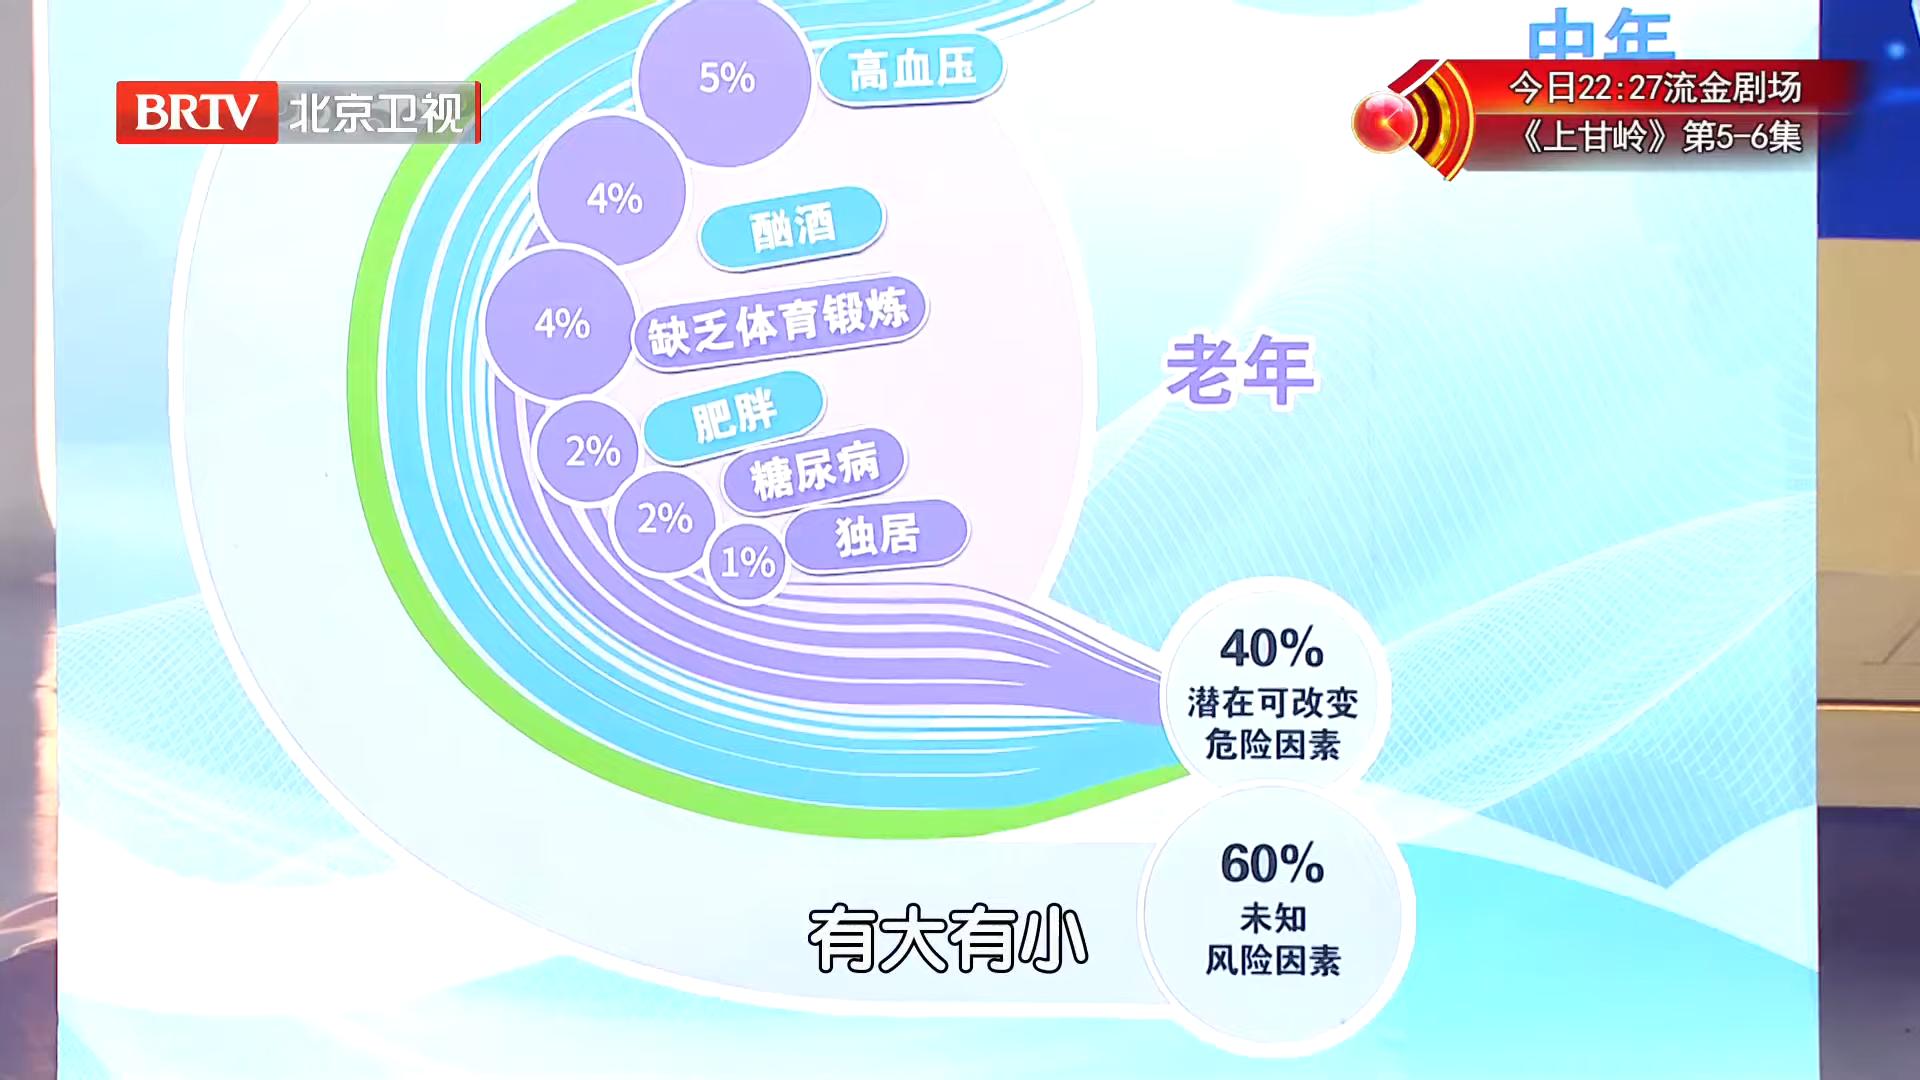 中年
BRTV 北京卫视
今日22:27流金剧场
《上甘岭》第5-6集
5% 高血压
4% 酗酒
4% 缺乏体育锻炼
老年
2% 肥胖
2% 糖尿病
1% 独居
40%
潜在可改变
危险因素
60%
未知
风险因素
有大有小